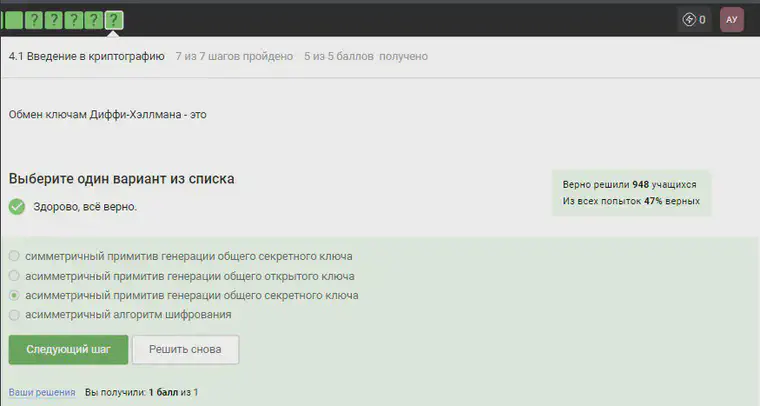 ? ? ? ? ?
0 АУ
4.1 Введение в криптографию 7 из 7 шагов пройдено 5 из 5 баллов получено
Обмен ключам Диффи-Хэллмана - это
Выберите один вариант из списка
Здорово, всё верно.
Верно решили 948 учащихся
Из всех попыток 47% верных
симметричный примитив генерации общего секретного ключа
асимметричный примитив генерации общего открытого ключа
асимметричный примитив генерации общего секретного ключа
асимметричный алгоритм шифрования
Следующий шаг Решить снова
Ваши решения Вы получили: 1 балл из 1